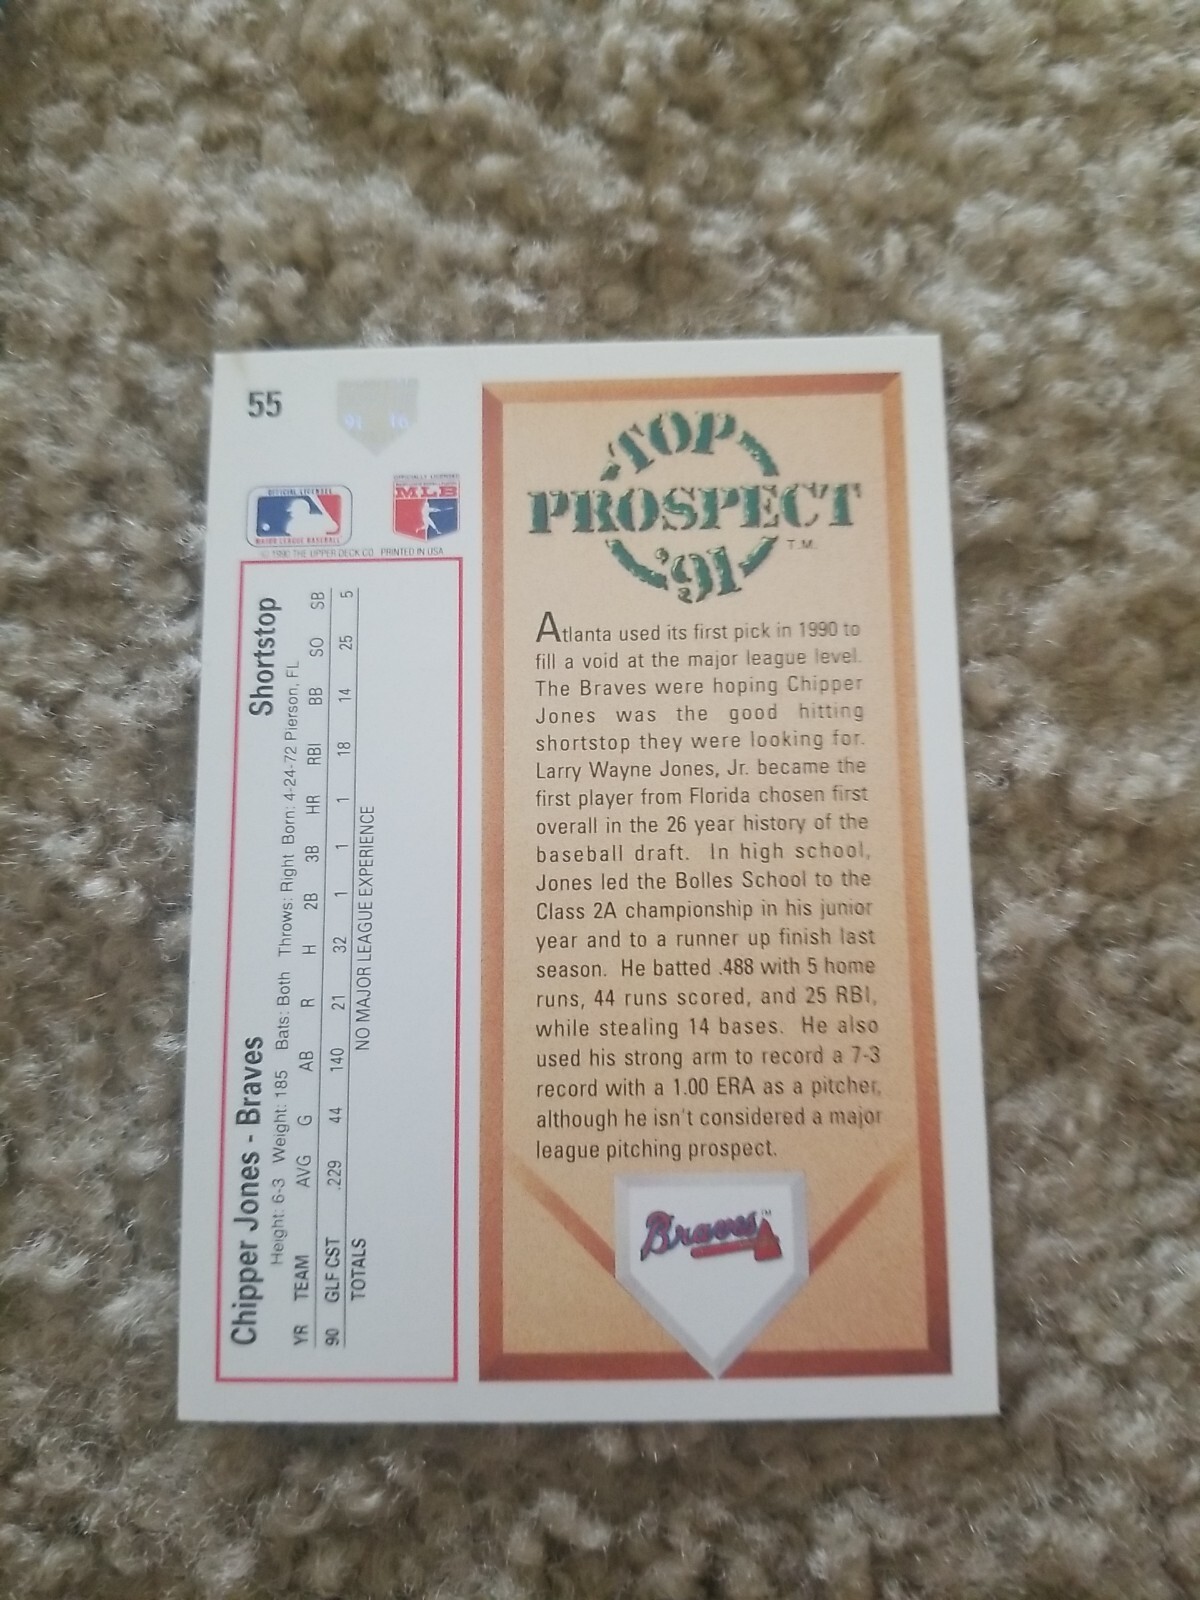 55
91 16
OFFICIAL LICENSEE
MAJOR LEAGUE BASEBALL
OFFICIALLY LICENSED
MLB
© 1990 THE UPPER DECK CO. PRINTED IN USA
Chipper Jones - Braves Shortstop
Height: 6-3 Weight: 185 Bats: Both Throws: Right Born: 4-24-72 Pierson, FL
YR TEAM AVG G AB R H 2B 3B HR RBI BB SO SB
90 GLF CST .229 44 140 21 32 1 1 1 18 14 25 5
TOTALS NO MAJOR LEAGUE EXPERIENCE
TOP
PROSPECT
'91
T.M.
Atlanta used its first pick in 1990 to
fill a void at the major league level.
The Braves were hoping Chipper
Jones was the good hitting
shortstop they were looking for.
Larry Wayne Jones, Jr. became the
first player from Florida chosen first
overall in the 26 year history of the
baseball draft. In high school,
Jones led the Bolles School to the
Class 2A championship in his junior
year and to a runner up finish last
season. He batted .488 with 5 home
runs, 44 runs scored, and 25 RBI,
while stealing 14 bases. He also
used his strong arm to record a 7-3
record with a 1.00 ERA as a pitcher,
although he isn't considered a major
league pitching prospect.
Braves TM